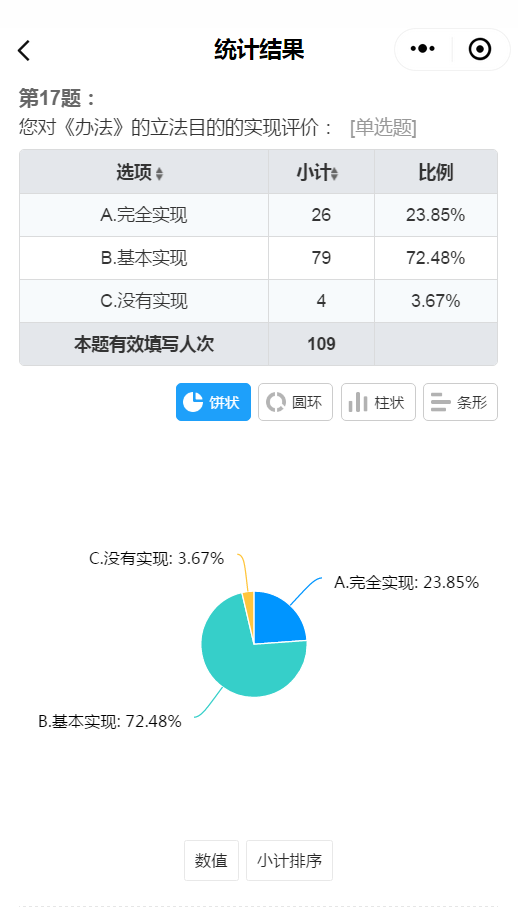 统计结果
第17题：
您对《办法》的立法目的的实现评价： [单选题]
选项 小计 比例
A.完全实现 26 23.85%
B.基本实现 79 72.48%
C.没有实现 4 3.67%
本题有效填写人次 109
饼状 圆环 柱状 条形
C.没有实现: 3.67%
A.完全实现: 23.85%
B.基本实现: 72.48%
数值 小计排序